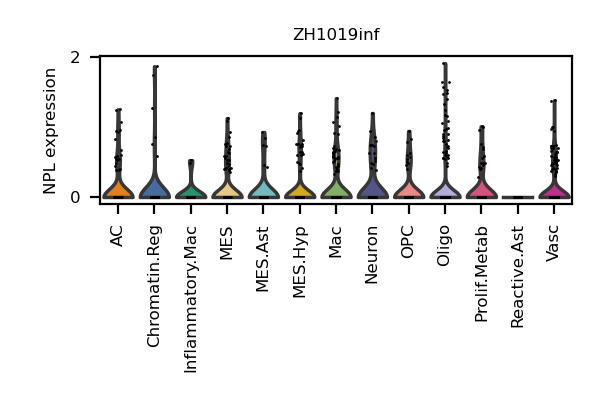 ZH1019inf
NPL expression
2
0
AC
Chromatin.Reg
Inflammatory.Mac
MES
MES.Ast
MES.Hyp
Mac
Neuron
OPC
Oligo
Prolif.Metab
Reactive.Ast
Vasc